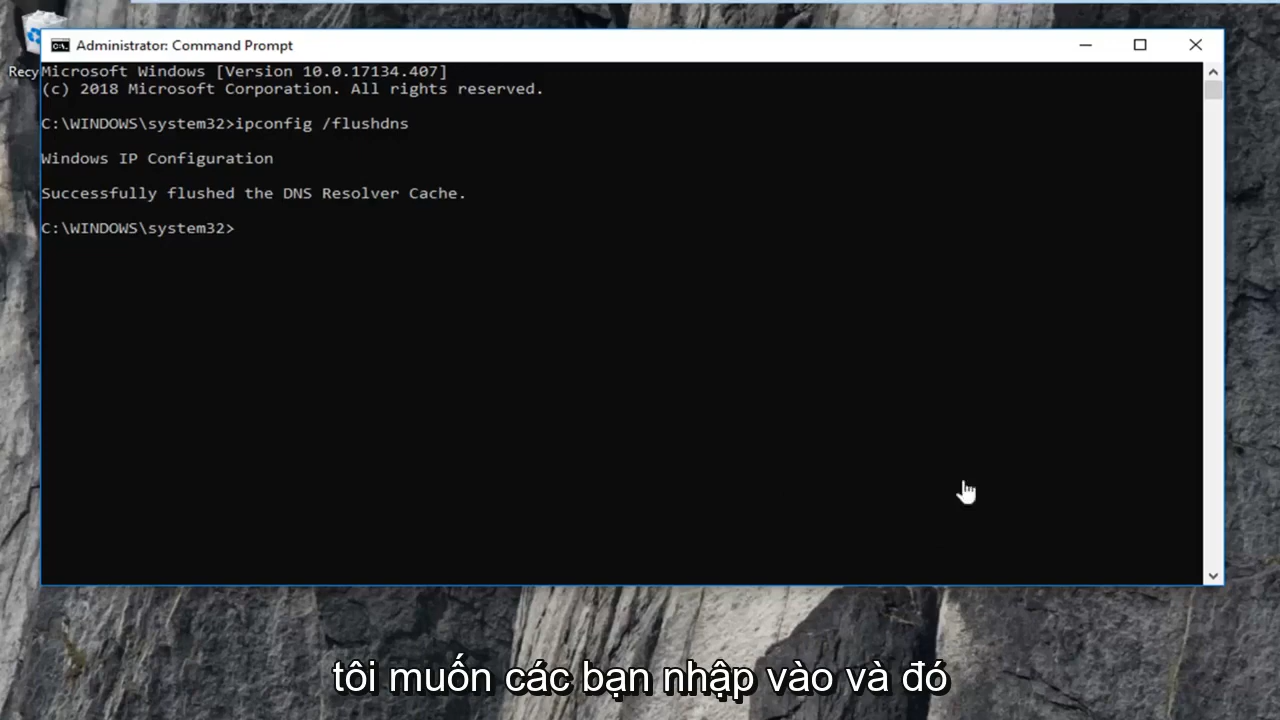 Administrator: Command Prompt
Recy
Microsoft Windows [Version 10.0.17134.407]
(c) 2018 Microsoft Corporation. All rights reserved.
C:\WINDOWS\system32>ipconfig /flushdns
Windows IP Configuration
Successfully flushed the DNS Resolver Cache.
C:\WINDOWS\system32>
tôi muốn các bạn nhập vào và đó